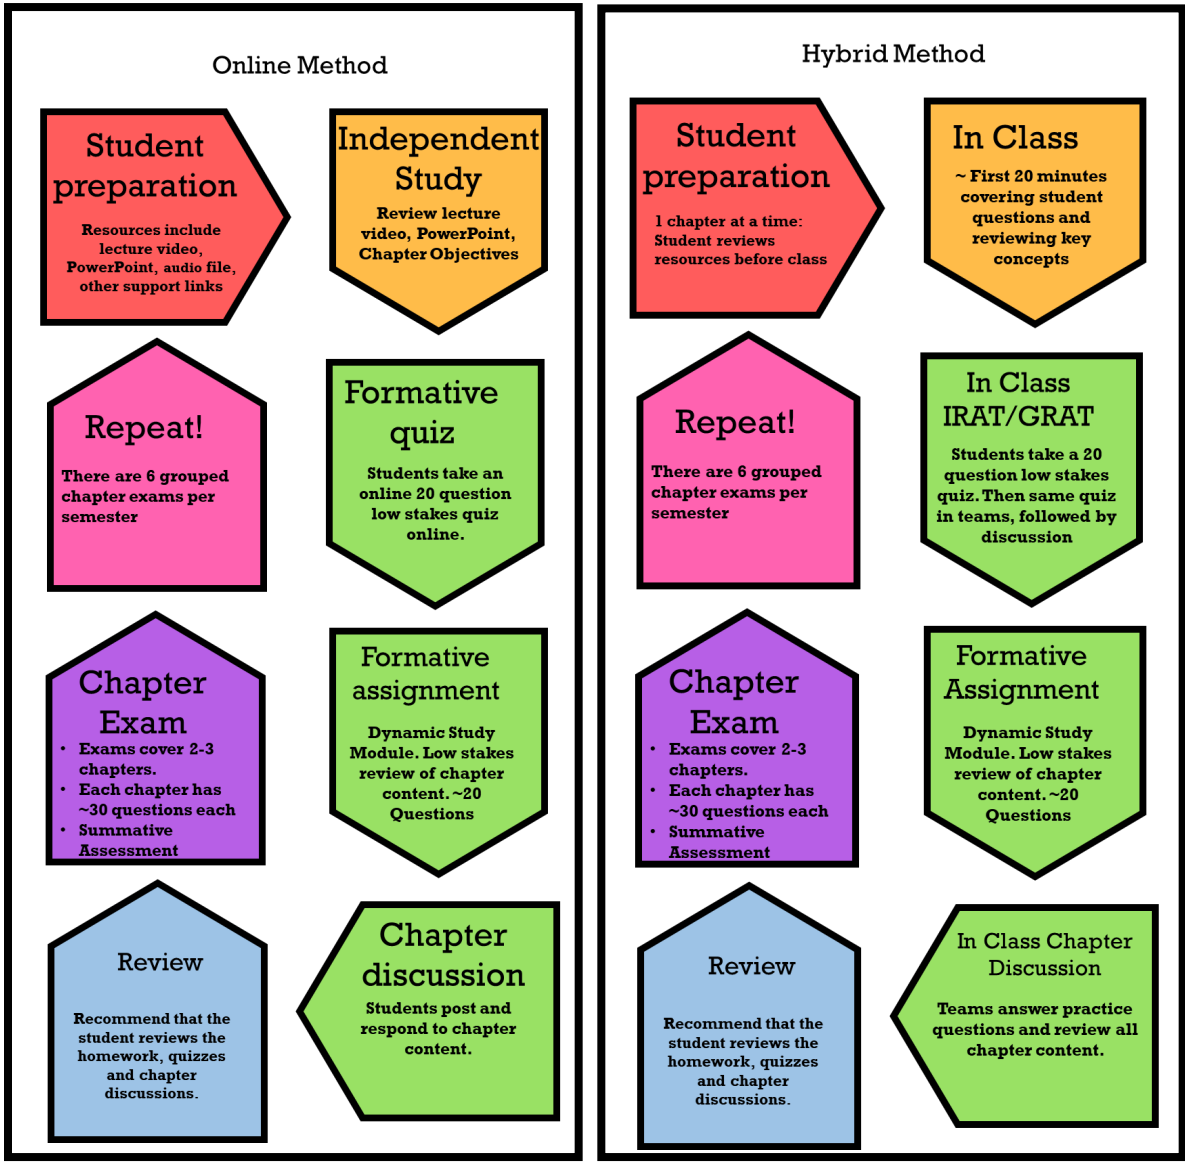 Online Method
Student
preparation
Resources include
lecture video,
PowerPoint, audio file,
other support links
Independent
Study
Review lecture
video, PowerPoint,
Chapter Objectives
Formative
quiz
Students take an
online 20 question
low stakes quiz
online.
Formative
assignment
Dynamic Study
Module. Low stakes
review of chapter
content. ~20
Questions
Chapter
discussion
Students post and
respond to chapter
content.
Review
Recommend that the
student reviews the
homework, quizzes
and chapter
discussions.
Chapter
Exam
• Exams cover 2-3
chapters.
• Each chapter has
~30 questions each
• Summative
Assessment
Repeat!
There are 6 grouped
chapter exams per
semester
Hybrid Method
Student
preparation
1 chapter at a time:
Student reviews
resources before class
In Class
~ First 20 minutes
covering student
questions and
reviewing key
concepts
In Class
IRAT/GRAT
Students take a 20
question low stakes
quiz. Then same quiz
in teams, followed by
discussion
Formative
Assignment
Dynamic Study
Module. Low stakes
review of chapter
content. ~20
Questions
In Class Chapter
Discussion
Teams answer practice
questions and review all
chapter content.
Review
Recommend that the
student reviews the
homework, quizzes
and chapter
discussions.
Chapter
Exam
• Exams cover 2-3
chapters.
• Each chapter has
~30 questions each
• Summative
Assessment
Repeat!
There are 6 grouped
chapter exams per
semester